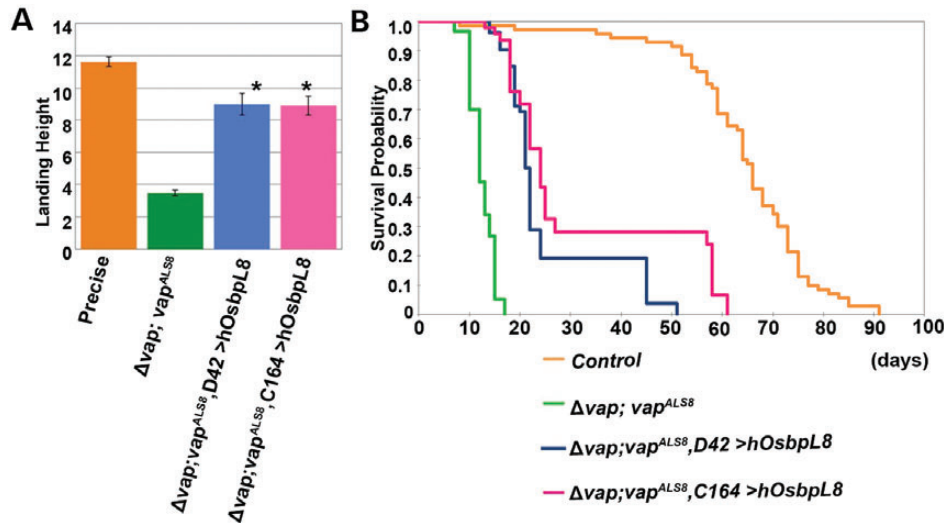 A
14
12
10
8
6
4
2
0
Landing Height
*
*
Precise
Δvap; vapALS8
Δvap;vapALS8,D42 >hOsbpL8
Δvap;vapALS8,C164 >hOsbpL8
B
1.0
0.9
0.8
0.7
0.6
0.5
0.4
0.3
0.2
0.1
0
Survival Probability
0 10 20 30 40 50 60 70 80 90 100
(days)
Control
Δvap; vapALS8
Δvap;vapALS8,D42 >hOsbpL8
Δvap;vapALS8,C164 >hOsbpL8